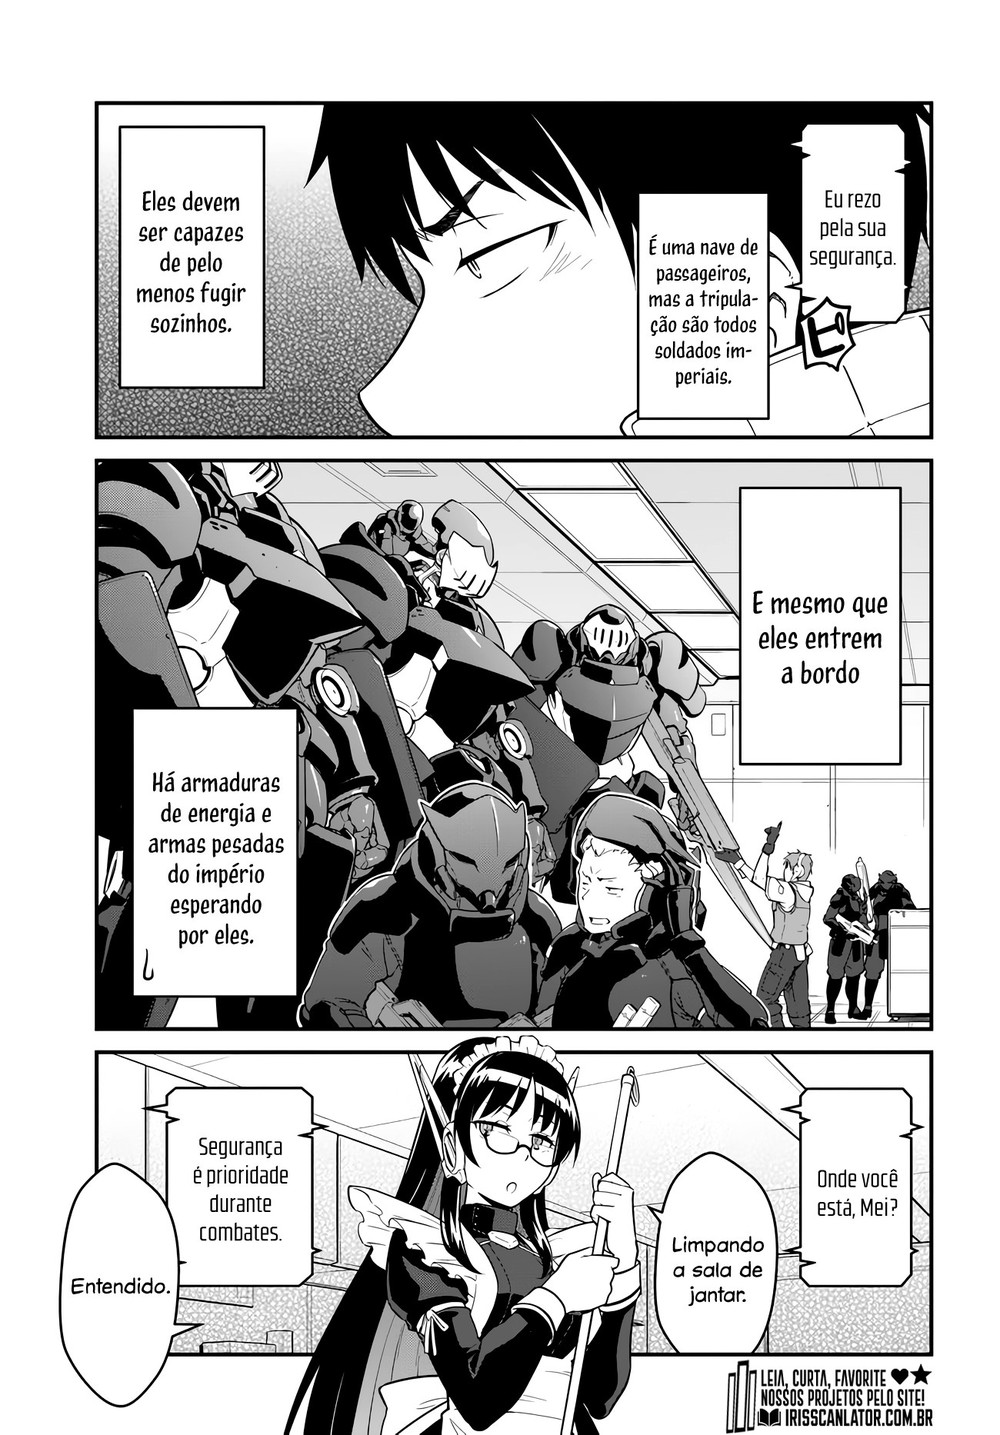 Eu rezo
pela sua
segurança.
ピ
É uma nave de
passageiros,
mas a tripula-
ção são todos
soldados im-
periais.
Eles devem
ser capazes
de pelo
menos fugir
sozinhos.
E mesmo que
eles entrem
a bordo
Há armaduras
de energia e
armas pesadas
do império
esperando
por eles.
Onde você
está, Mei?
Limpando
a sala de
jantar.
Segurança
é prioridade
durante
combates.
Entendido.
LEIA, CURTA, FAVORITE
NOSSOS PROJETOS PELO SITE!
IRISSCANLATOR.COM.BR